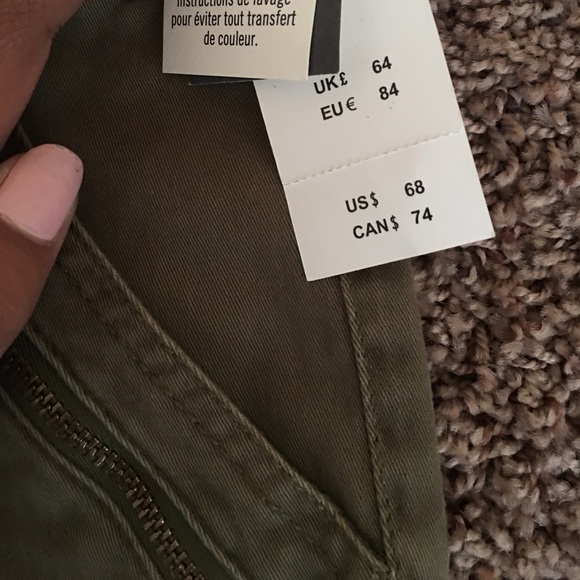 instructions de lavage
pour éviter tout transfert
de couleur.
UK£ 64
EU€ 84
US$ 68
CAN$ 74